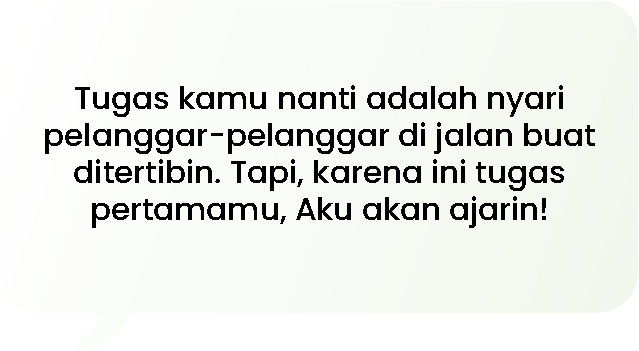 Tugas kamu nanti adalah nyari
pelanggar-pelanggar di jalan buat
ditertibin. Tapi, karena ini tugas
pertamamu, Aku akan ajarin!